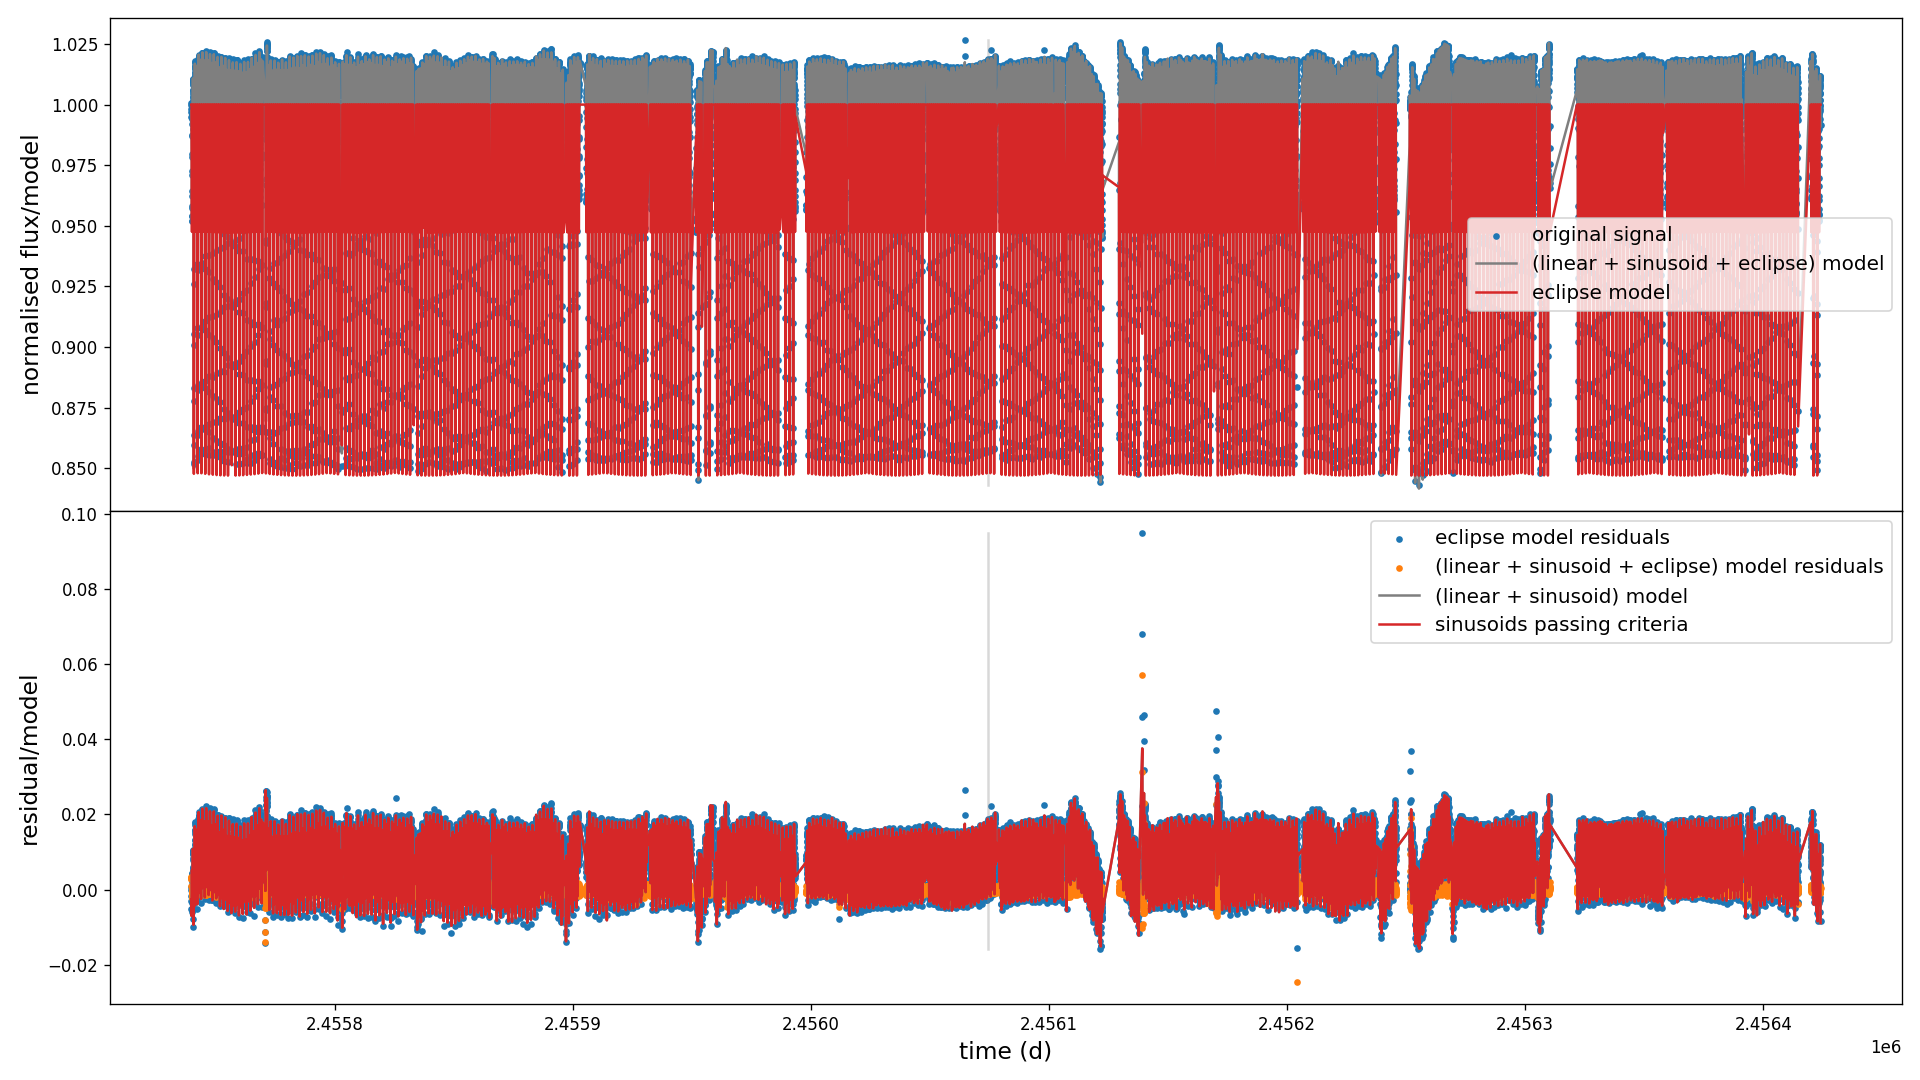 normalised flux/model
1.025
1.000
0.975
0.950
0.925
0.900
0.875
0.850
original signal
(linear + sinusoid + eclipse) model
eclipse model
residual/model
0.10
0.08
0.06
0.04
0.02
0.00
−0.02
eclipse model residuals
(linear + sinusoid + eclipse) model residuals
(linear + sinusoid) model
sinusoids passing criteria
2.4558 2.4559 2.4560 2.4561 2.4562 2.4563 2.4564
1e6
time (d)